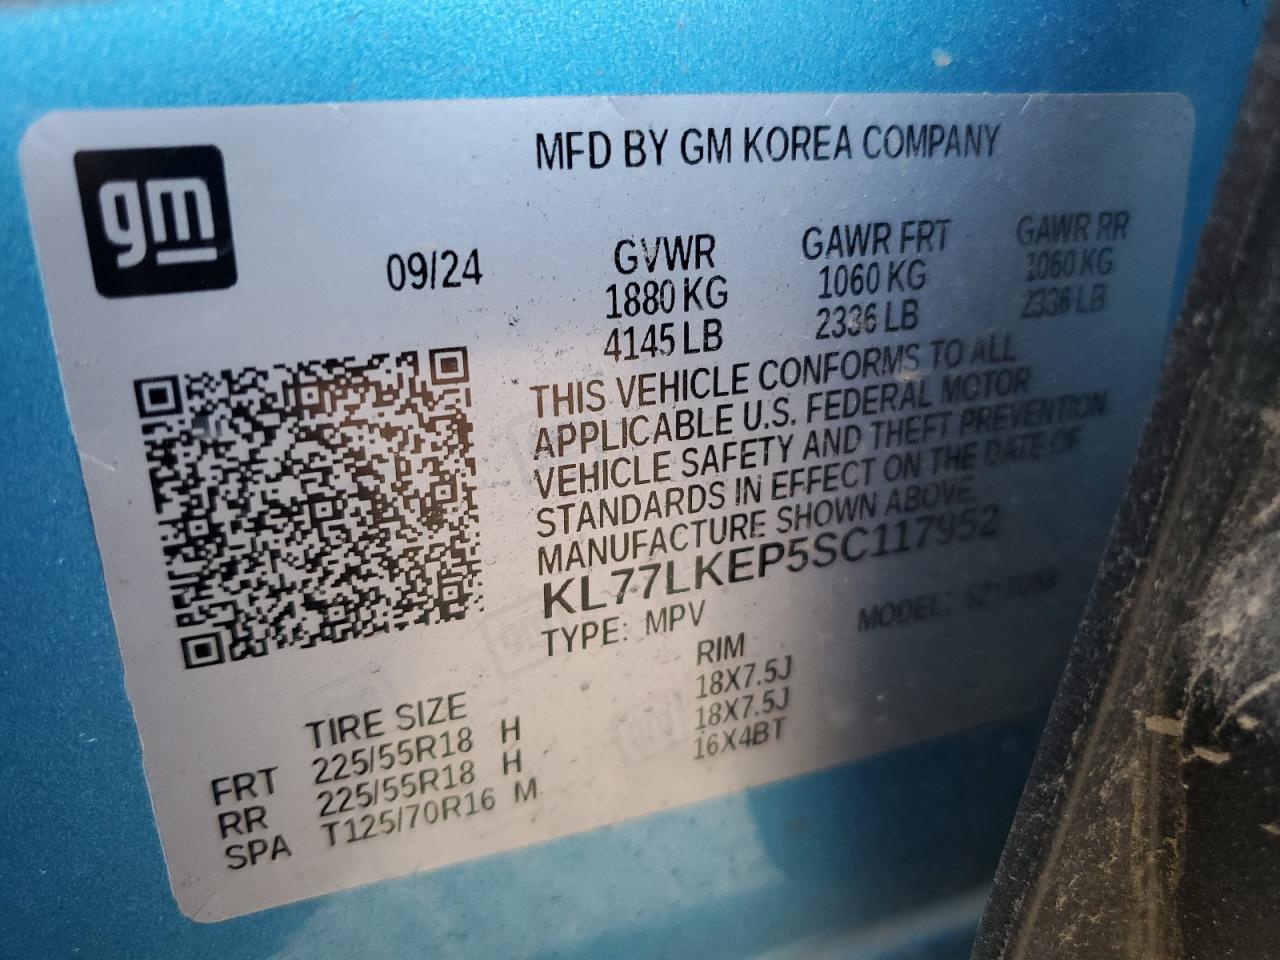 gm
MFD BY GM KOREA COMPANY
09/24
GVWR GAWR FRT GAWR RR
1880 KG 1060 KG 1060 KG
4145 LB 2336 LB 2336 LB
THIS VEHICLE CONFORMS TO ALL
APPLICABLE U.S. FEDERAL MOTOR
VEHICLE SAFETY AND THEFT PREVENTION
STANDARDS IN EFFECT ON THE DATE OF
MANUFACTURE SHOWN ABOVE.
KL77LKEP5SC117952
TYPE: MPV MODEL:
TIRE SIZE RIM
FRT 225/55R18 H 18X7.5J
RR 225/55R18 H 18X7.5J
SPA T125/70R16 M 16X4BT